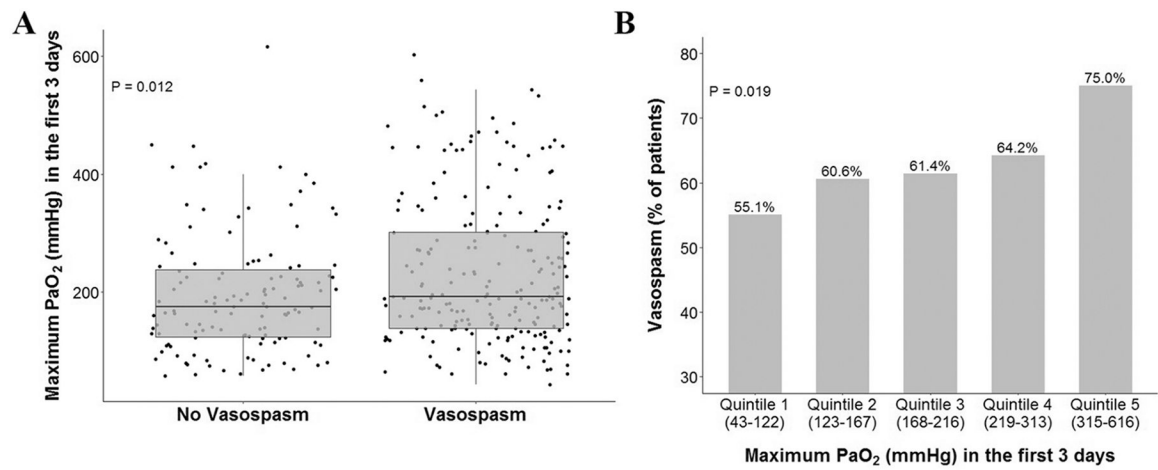 A
Maximum PaO₂ (mmHg) in the first 3 days
600
400
200
P = 0.012
No Vasospasm
Vasospasm
B
Vasospasm (% of patients)
80
70
60
50
40
30
P = 0.019
55.1%
60.6%
61.4%
64.2%
75.0%
Quintile 1
(43-122)
Quintile 2
(123-167)
Quintile 3
(168-216)
Quintile 4
(219-313)
Quintile 5
(315-616)
Maximum PaO₂ (mmHg) in the first 3 days